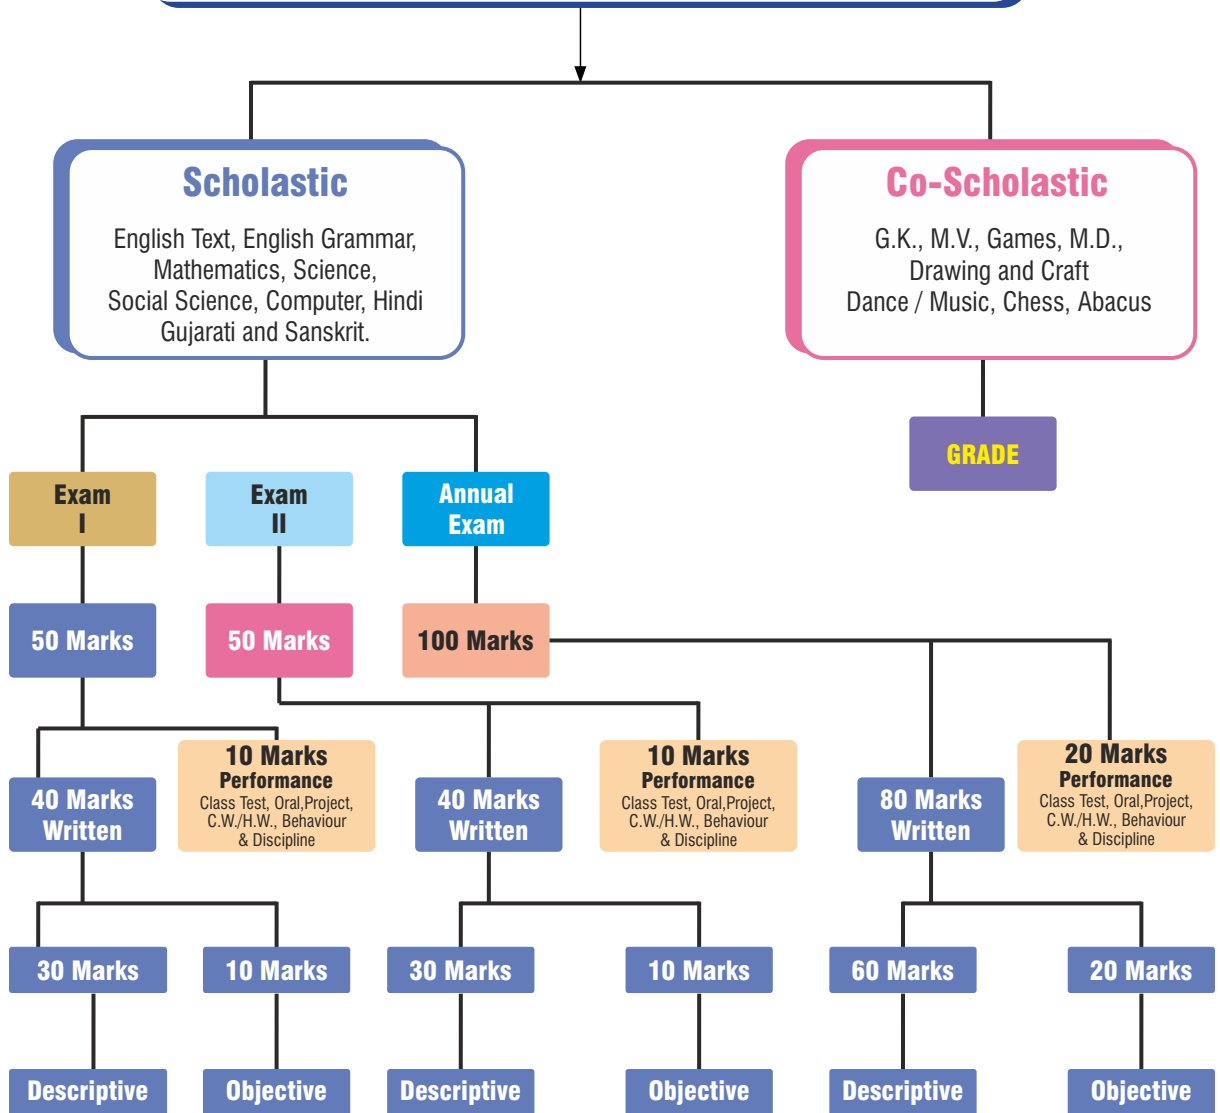 Scholastic
English Text, English Grammar,
Mathematics, Science,
Social Science, Computer, Hindi
Gujarati and Sanskrit.
Co-Scholastic
G.K., M.V., Games, M.D.,
Drawing and Craft
Dance / Music, Chess, Abacus
GRADE
Exam
I
Exam
II
Annual
Exam
50 Marks
50 Marks
100 Marks
40 Marks
Written
10 Marks
Performance
Class Test, Oral,Project,
C.W./H.W., Behaviour
& Discipline
40 Marks
Written
10 Marks
Performance
Class Test, Oral,Project,
C.W./H.W., Behaviour
& Discipline
80 Marks
Written
20 Marks
Performance
Class Test, Oral,Project,
C.W./H.W., Behaviour
& Discipline
30 Marks
10 Marks
30 Marks
10 Marks
60 Marks
20 Marks
Descriptive
Objective
Descriptive
Objective
Descriptive
Objective